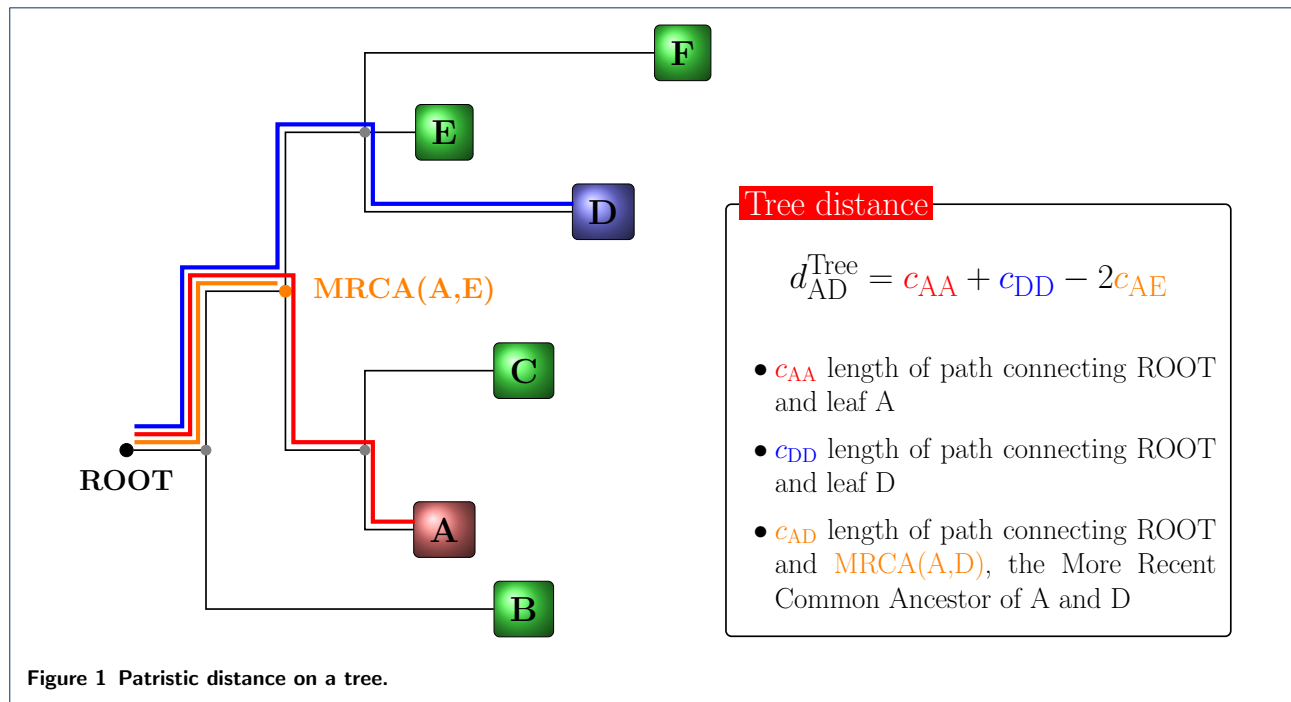 F
E
D
MRCA(A,E)
C
ROOT
A
B
Tree distance
d_AD^Tree = c_AA + c_DD − 2c_AE
• c_AA length of path connecting ROOT
and leaf A
• c_DD length of path connecting ROOT
and leaf D
• c_AD length of path connecting ROOT
and MRCA(A,D), the More Recent
Common Ancestor of A and D
Figure 1 Patristic distance on a tree.